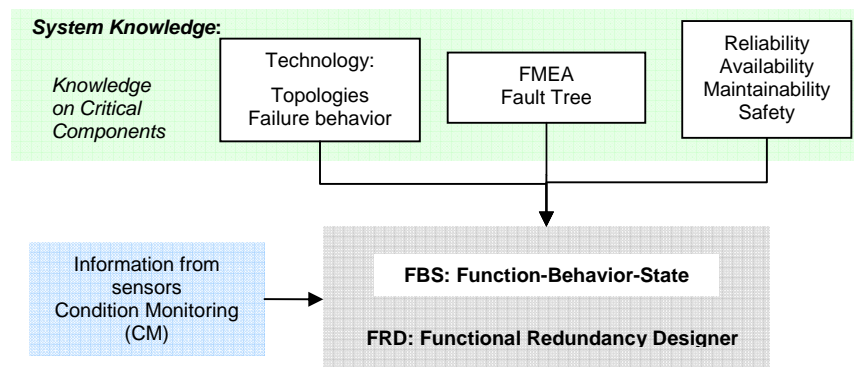 System Knowledge:
Knowledge
on Critical
Components
Technology:
Topologies
Failure behavior
FMEA
Fault Tree
Reliability
Availability
Maintainability
Safety
Information from
sensors
Condition Monitoring
(CM)
FBS: Function-Behavior-State
FRD: Functional Redundancy Designer